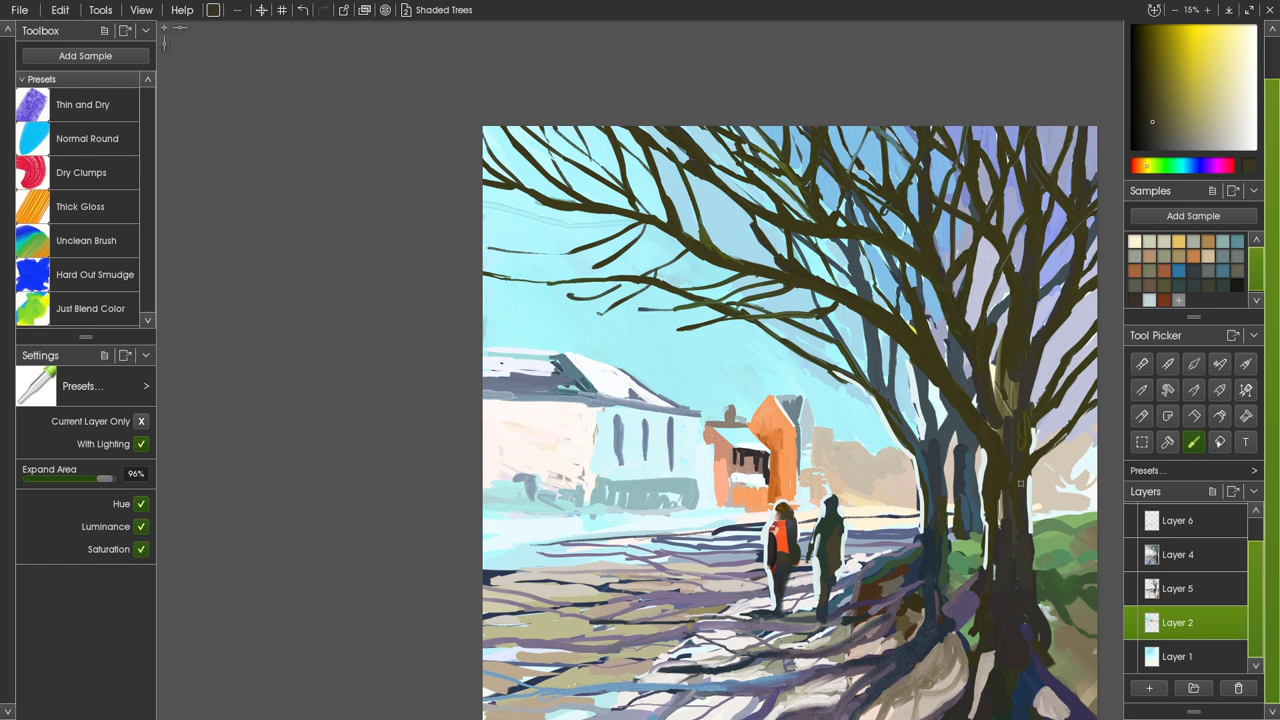 File Edit Tools View Help Shaded Trees 15%
Toolbox
Add Sample
Presets
Thin and Dry
Normal Round
Dry Clumps
Thick Gloss
Unclean Brush
Hard Out Smudge
Just Blend Color
Settings
Presets...
Current Layer Only X
With Lighting
Expand Area
96%
Hue
Luminance
Saturation
Samples
Add Sample
Tool Picker
T
Presets...
Layers
Layer 6
Layer 4
Layer 5
Layer 2
Layer 1